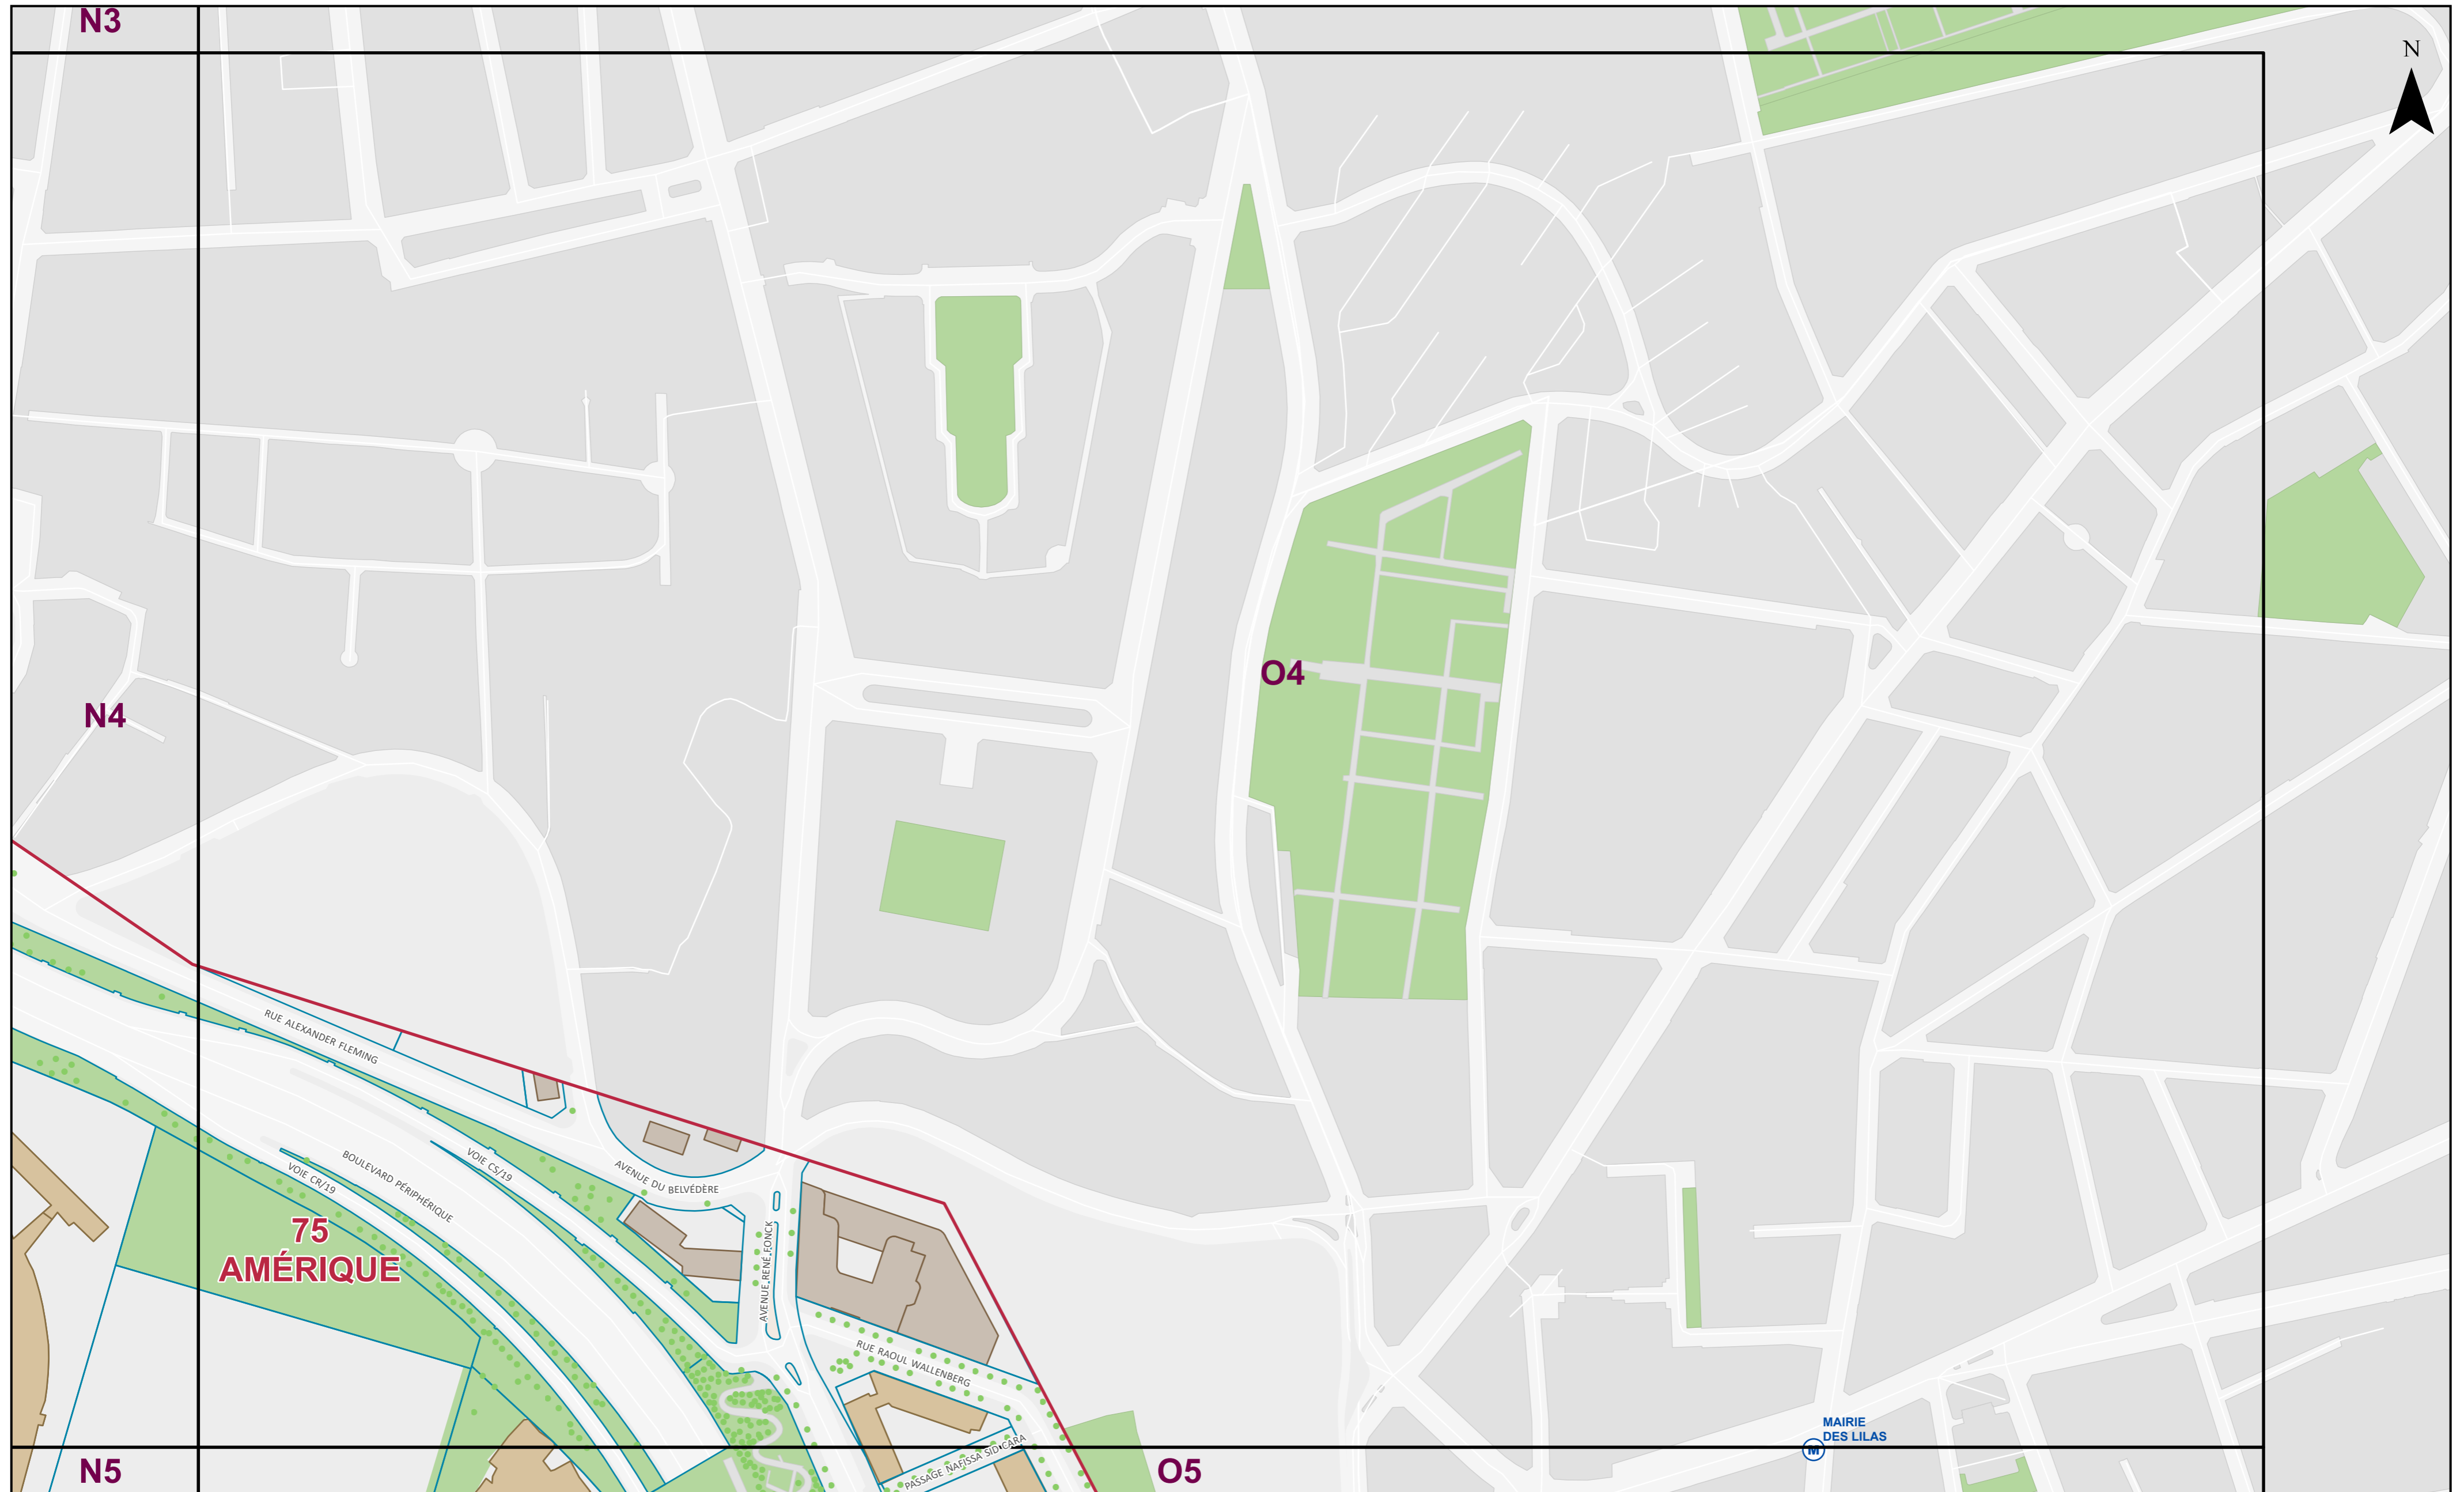 N3
N
O4
N4
RUE ALEXANDER FLEMING
BOULEVARD PÉRIPHÉRIQUE
VOIE CS/19
VOIE CR/19
AVENUE DU BELVÉDÈRE
75
AMÉRIQUE
AVENUE RENÉ FONCK
RUE RAOUL WALLENBERG
MAIRIE
DES LILAS
M
PASSAGE NAFISSA SID CARA
N5
O5